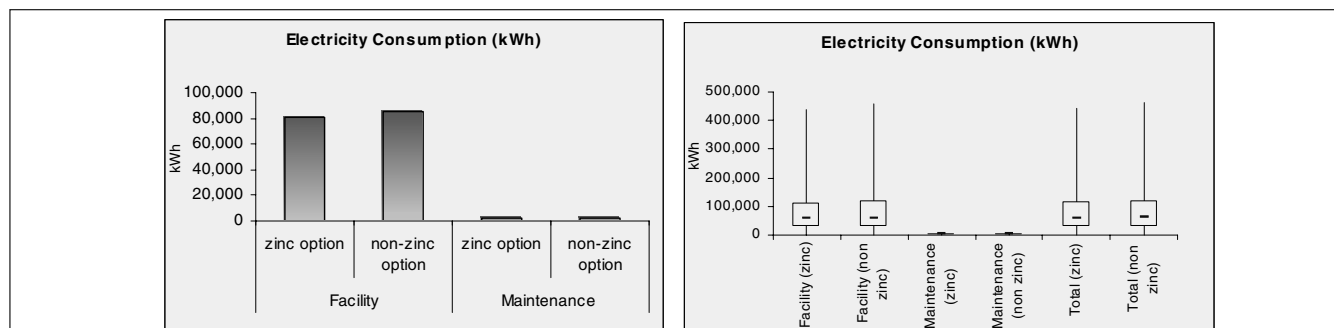 Electricity Consumption (kWh)
kWh
100,000
80,000
60,000
40,000
20,000
0
zinc option
non-zinc
option
zinc option
non-zinc
option
Facility
Maintenance
Electricity Consumption (kWh)
kWh
500,000
400,000
300,000
200,000
100,000
0
Facility (zinc)
Facility (non
zinc)
Maintenance
(zinc)
Maintenance
(non zinc)
Total (zinc)
Total (non
zinc)